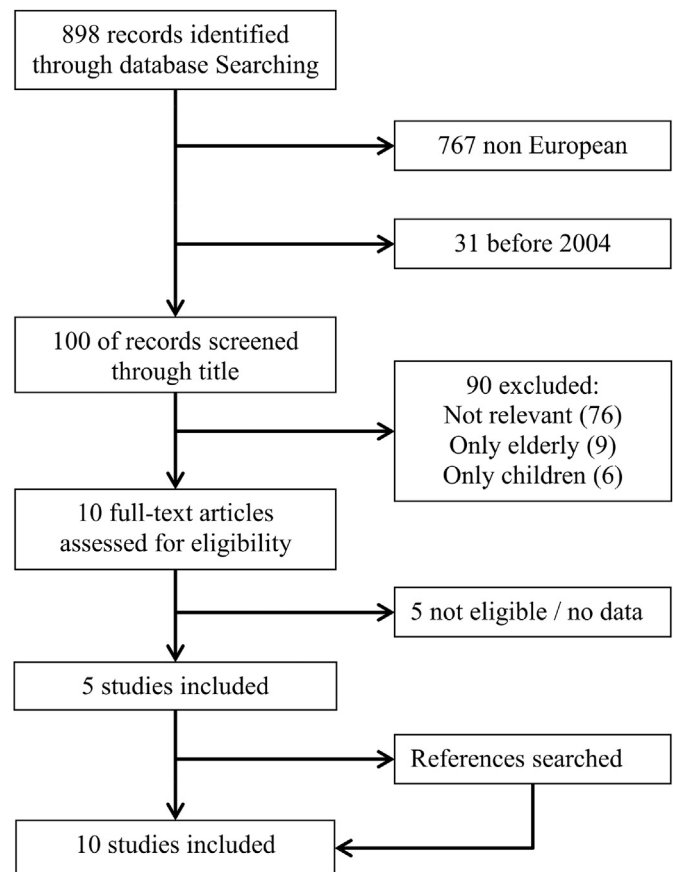 898 records identified
through database Searching
767 non European
31 before 2004
100 of records screened
through title
90 excluded:
Not relevant (76)
Only elderly (9)
Only children (6)
10 full-text articles
assessed for eligibility
5 not eligible / no data
5 studies included
References searched
10 studies included